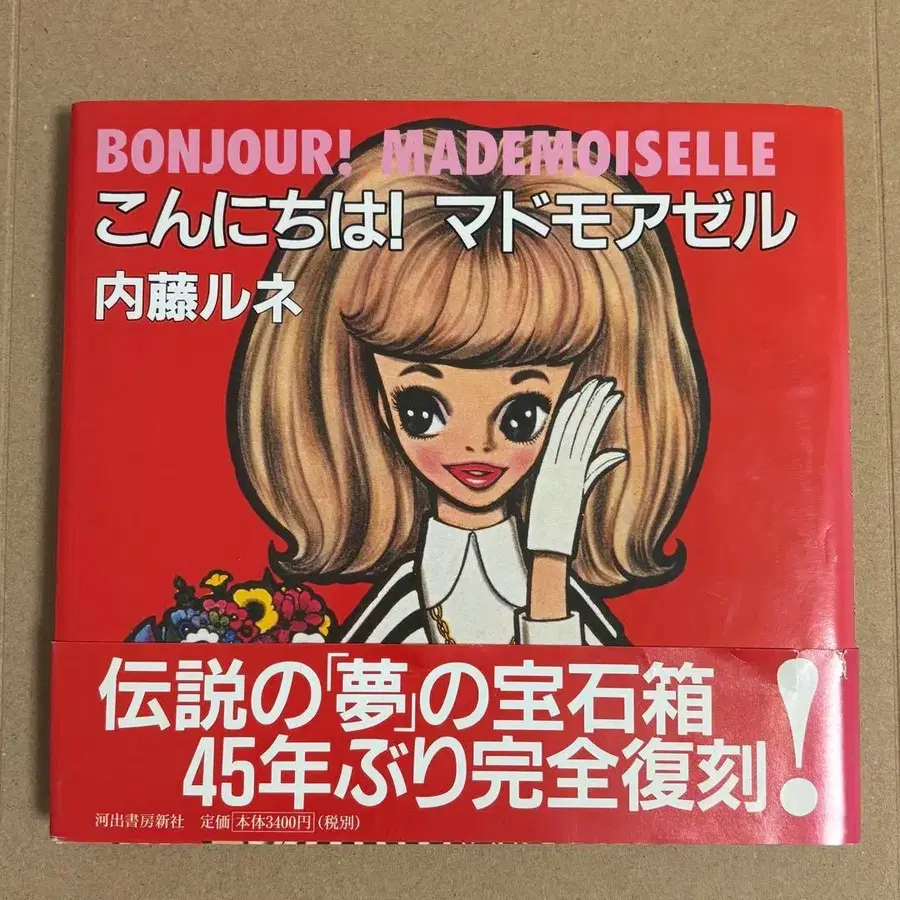 BONJOUR! MADEMOISELLE
こんにちは! マドモアゼル
内藤ルネ
伝説の「夢」の宝石箱
45年ぶり完全復刻!
河出書房新社 定価 本体3400円(税別)